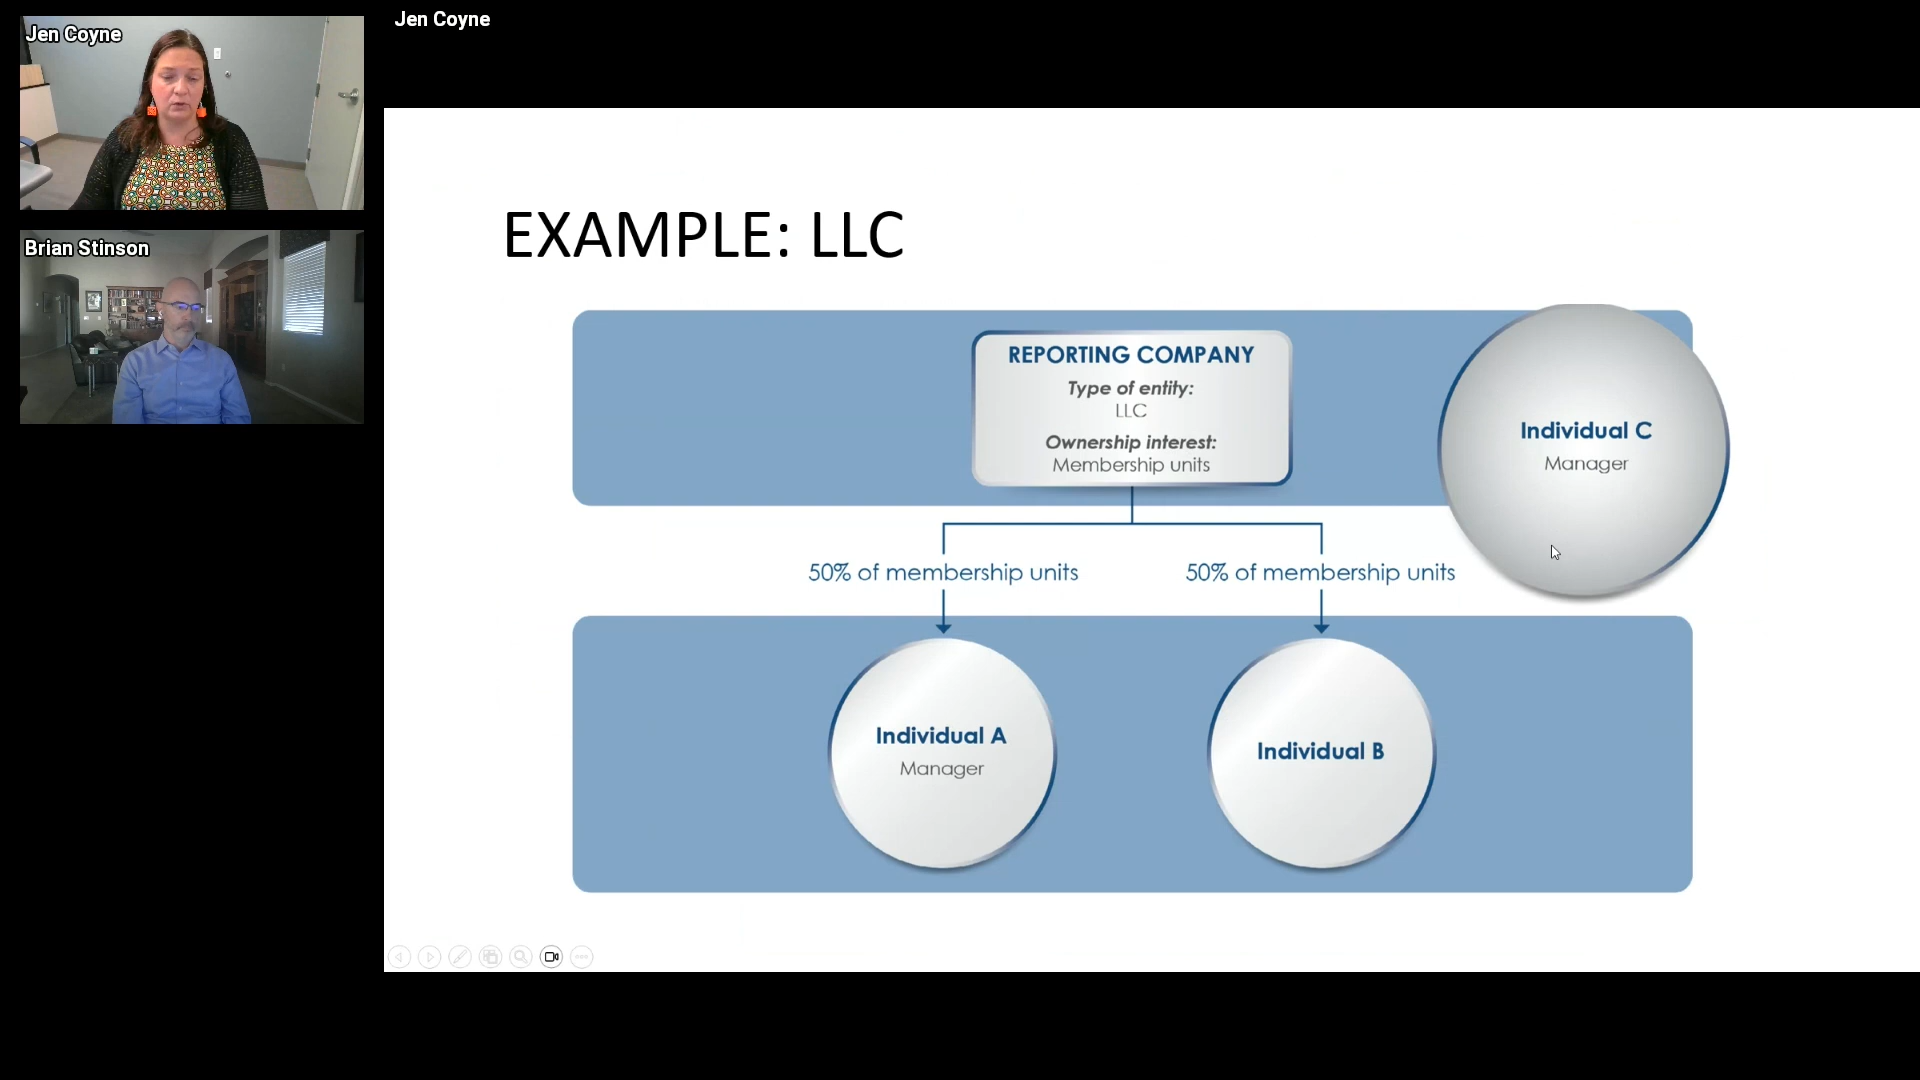 Jen Coyne
Brian Stinson
Jen Coyne
EXAMPLE: LLC
REPORTING COMPANY
Type of entity:
LLC
Ownership interest:
Membership units
Individual C
Manager
50% of membership units
50% of membership units
Individual A
Manager
Individual B